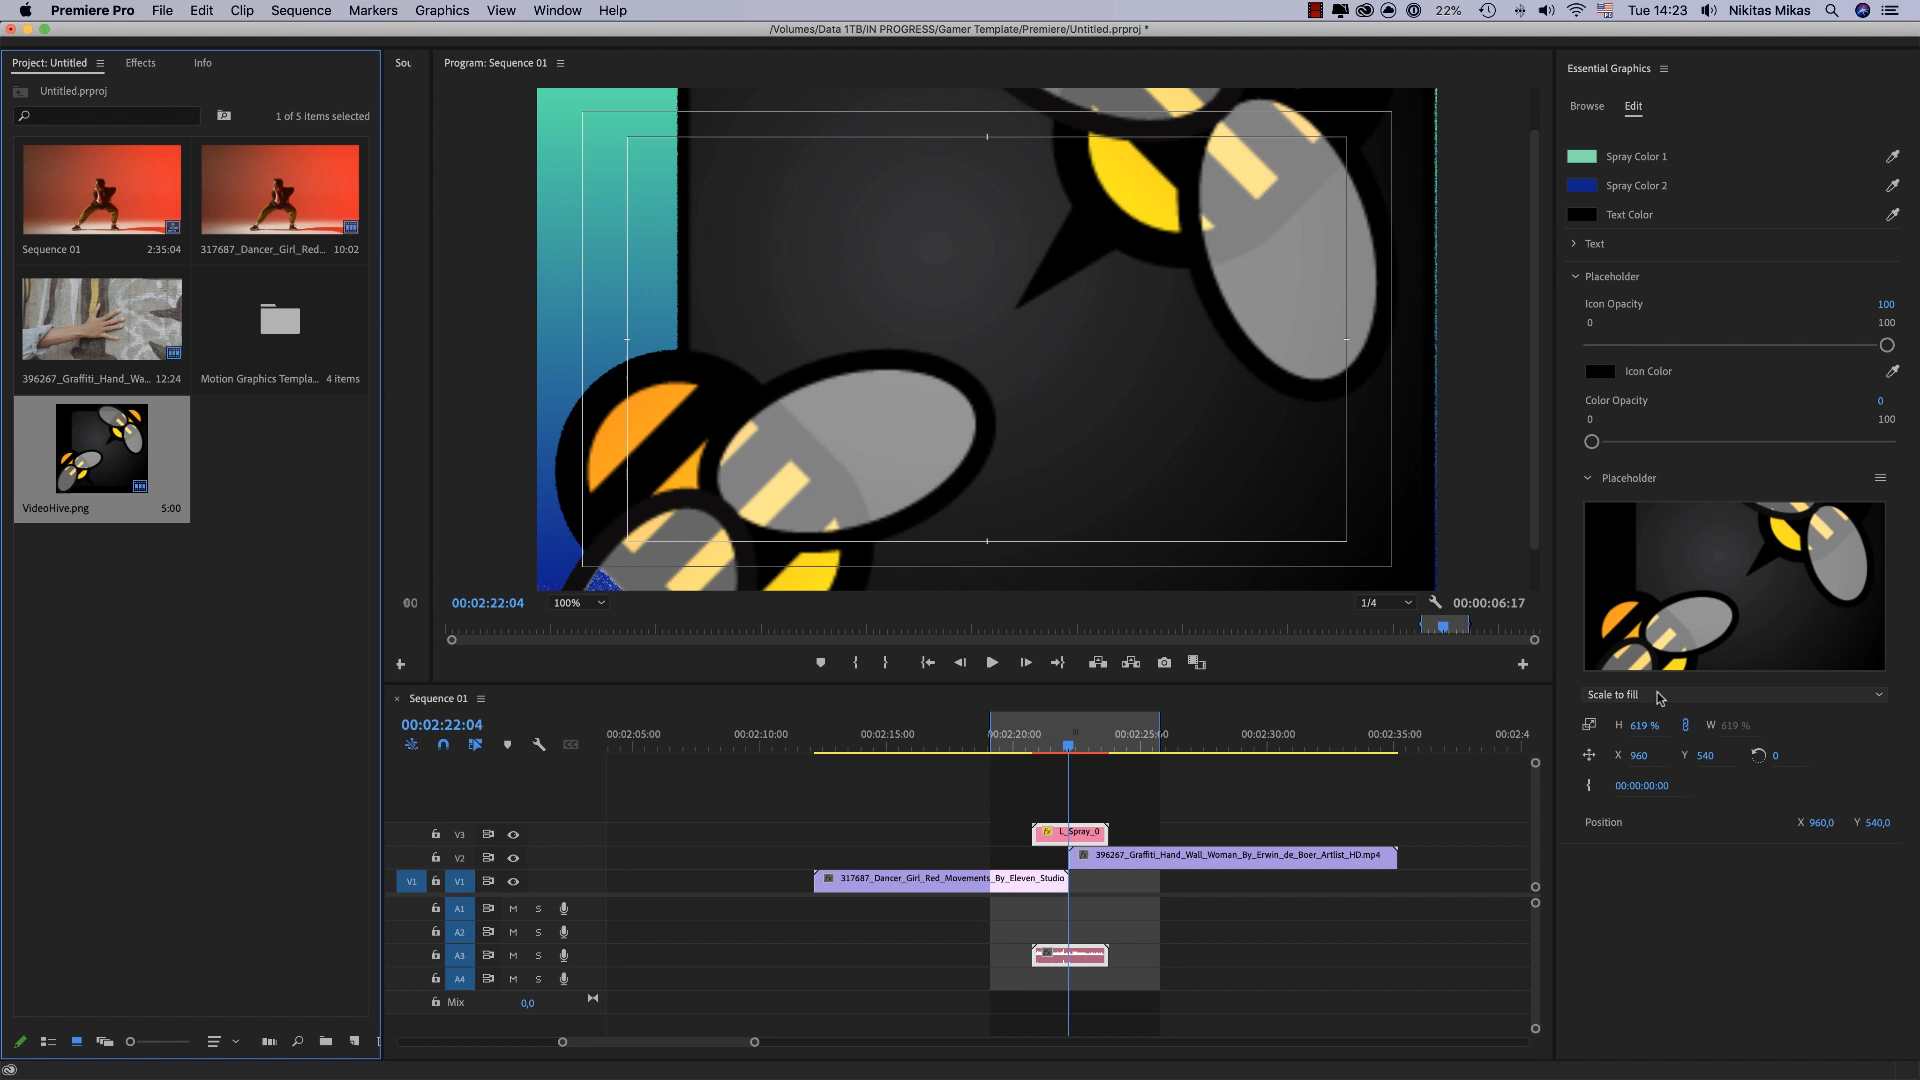 Premiere Pro File Edit Clip Sequence Markers Graphics View Window Help 22% Tue 14:23 Nikitas Mikas
/Volumes/Data 1TB/IN PROGRESS/Gamer Template/Premiere/Untitled.prproj *
Project: Untitled Effects Info
Untitled.prproj
1 of 5 items selected
Sequence 01 2:35:04
317687_Dancer_Girl_Red... 10:02
396267_Graffiti_Hand_Wa... 12:24
Motion Graphics Templa... 4 items
VideoHive.png 5:00
Sou
Program: Sequence 01
00:02:22:04 100% 1/4 00:00:06:17
× Sequence 01
00:02:22:04
00:02:05:00 00:02:10:00 00:02:15:00 00:02:20:00 00:02:25:00 00:02:30:00 00:02:35:00 00:02:4
V3 fx L_Spray_0
V2 396267_Graffiti_Hand_Wall_Woman_By_Erwin_de_Boer_Artlist_HD.mp4
V1 V1 317687_Dancer_Girl_Red_Movements_By_Eleven_Studio
A1 M S
A2 M S
A3 M S
A4 M S
Mix 0,0
Essential Graphics
Browse Edit
Spray Color 1
Spray Color 2
Text Color
Text
Placeholder
Icon Opacity 100
0 100
Icon Color
Color Opacity 0
0 100
Placeholder
Scale to fill
H 619 % W 619 %
X 960 Y 540 0
00:00:00:00
Position X 960,0 Y 540,0